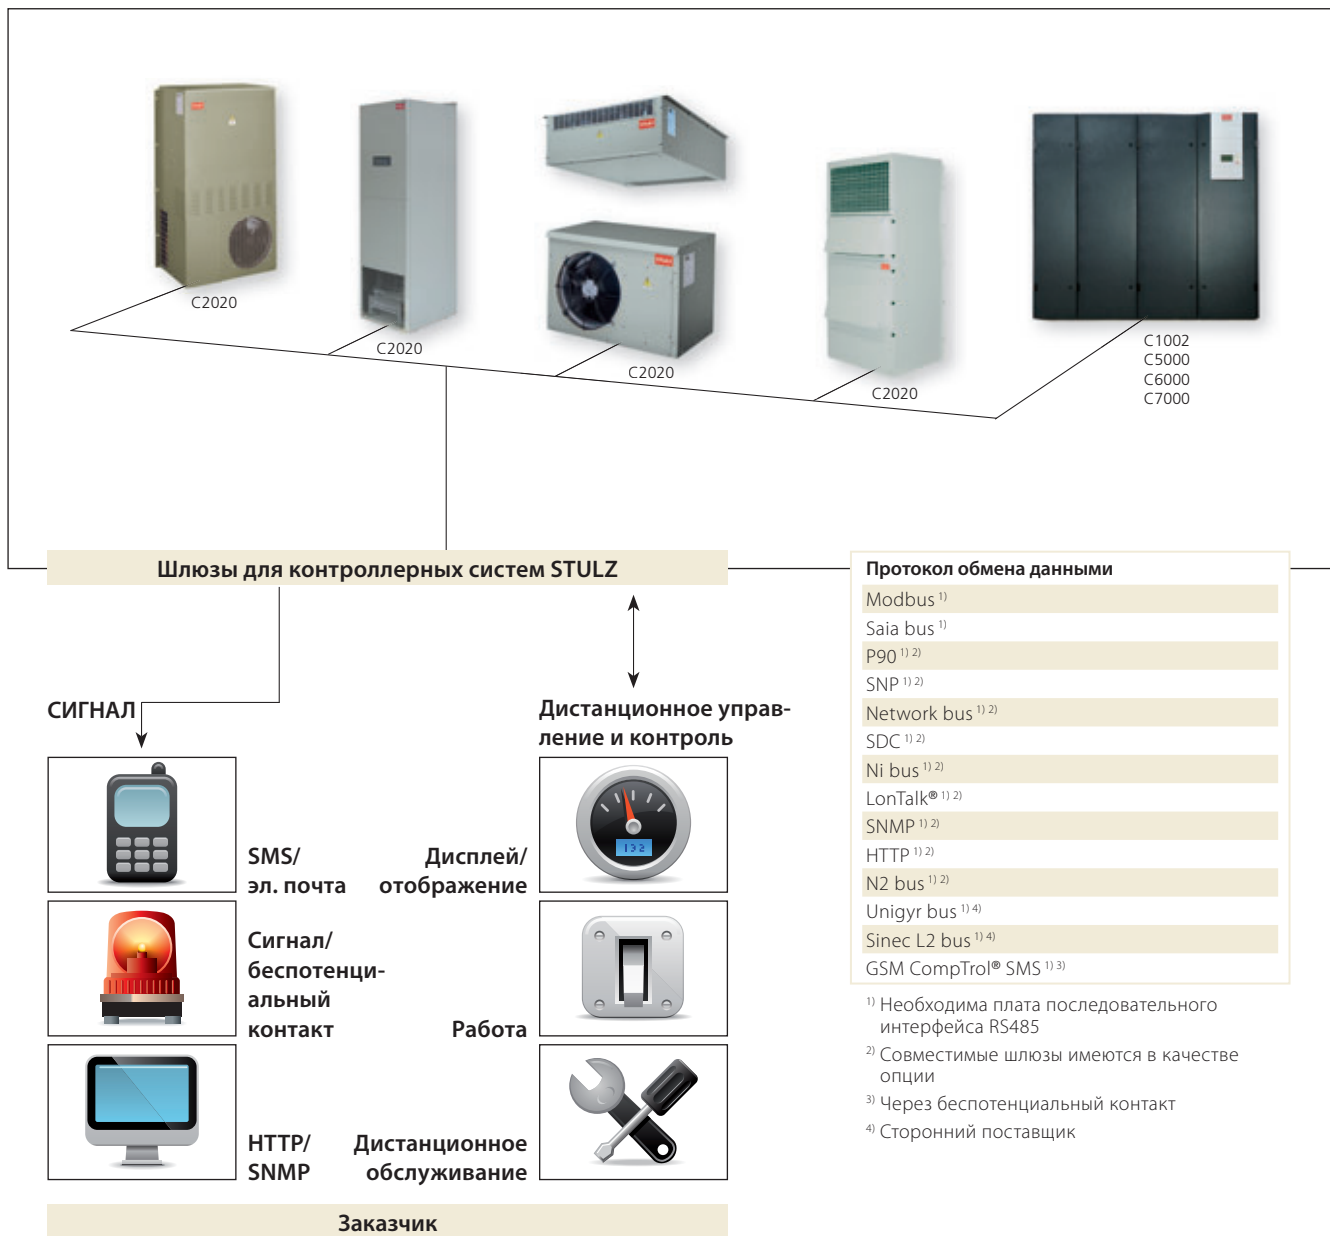 C2020
C2020
C2020
C2020
C1002
C5000
C6000
C7000
Шлюзы для контроллерных систем STULZ
СИГНАЛ
Дистанционное управ-
ление и контроль
SMS/
эл. почта
Дисплей/
отображение
132
Сигнал/
беспотенци-
альный
контакт
Работа
HTTP/
SNMP
Дистанционное
обслуживание
Заказчик
Протокол обмена данными
Modbus 1)
Saia bus 1)
P90 1) 2)
SNP 1) 2)
Network bus 1) 2)
SDC 1) 2)
Ni bus 1) 2)
LonTalk® 1) 2)
SNMP 1) 2)
HTTP 1) 2)
N2 bus 1) 2)
Unigyr bus 1) 4)
Sinec L2 bus 1) 4)
GSM CompTrol® SMS 1) 3)
1) Необходима плата последовательного
интерфейса RS485
2) Совместимые шлюзы имеются в качестве
опции
3) Через беспотенциальный контакт
4) Сторонний поставщик